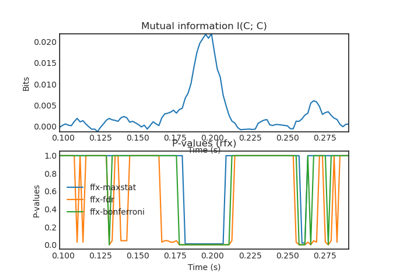 Mutual information I(C; C)
0.020
0.015
0.010
0.005
0.000
Bits
0.100 0.125 0.150 0.175 0.200 0.225 0.250 0.275
Time (s)
P-values (rfx)
1.0
0.8
0.6
0.4
0.2
0.0
P-values
ffx-maxstat
ffx-fdr
ffx-bonferroni
0.100 0.125 0.150 0.175 0.200 0.225 0.250 0.275
Time (s)